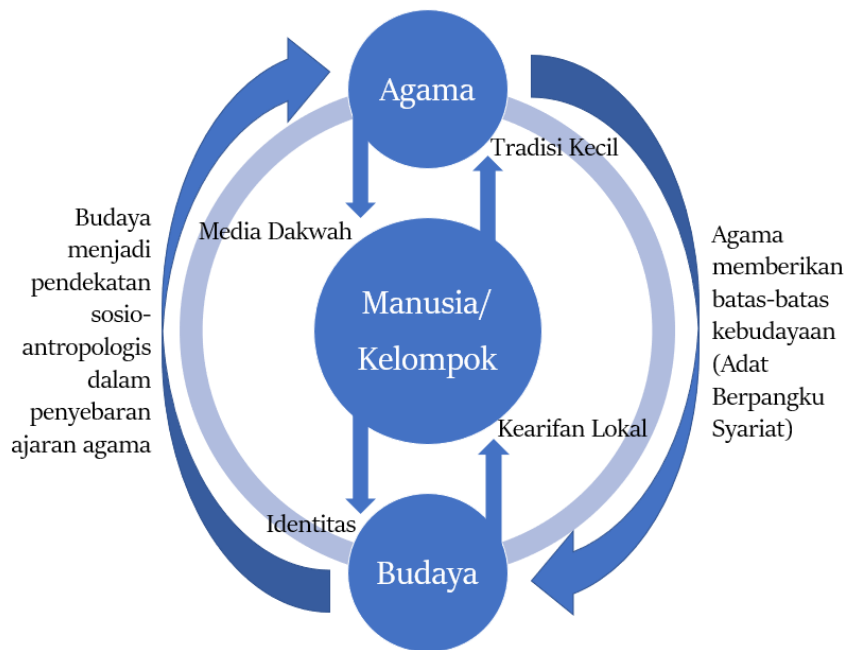 Agama
Tradisi Kecil
Media Dakwah
Budaya
menjadi
pendekatan
sosio-
antropologis
dalam
penyebaran
ajaran agama
Manusia/
Kelompok
Agama
memberikan
batas-batas
kebudayaan
(Adat
Berpangku
Syariat)
Kearifan Lokal
Identitas
Budaya